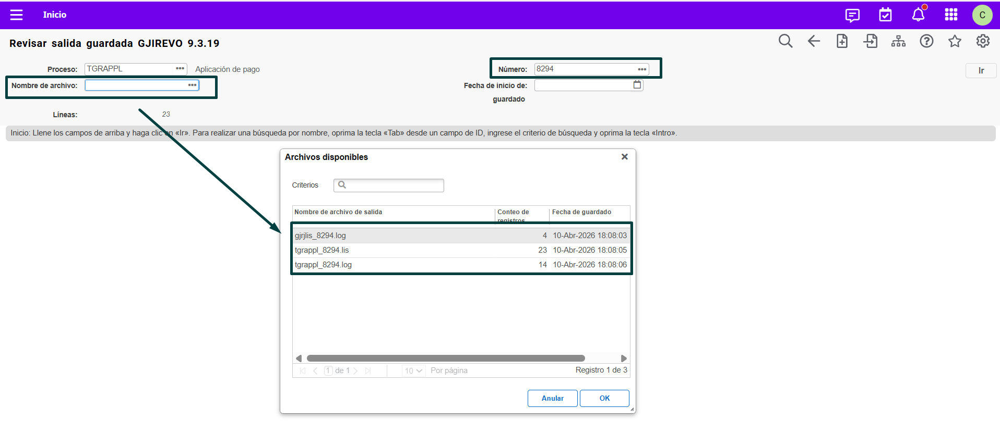 Inicio
C
Revisar salida guardada GJIREVO 9.3.19
Proceso: TGRAPPL ••• Aplicación de pago
Número: 8294 •••
Ir
Nombre de archivo: •••
Fecha de inicio de:
guardado
Líneas: 23
Inicio: Llene los campos de arriba y haga clic en «Ir». Para realizar una búsqueda por nombre, oprima la tecla «Tab» desde un campo de ID, ingrese el criterio de búsqueda y oprima la tecla «Intro».
Archivos disponibles
Criterios
Nombre de archivo de salida Conteo de registros Fecha de guardado
gjrjlis_8294.log 4 10-Abr-2026 18:08:03
tgrappl_8294.lis 23 10-Abr-2026 18:08:05
tgrappl_8294.log 14 10-Abr-2026 18:08:06
1 de 1 10 Por página Registro 1 de 3
Anular OK